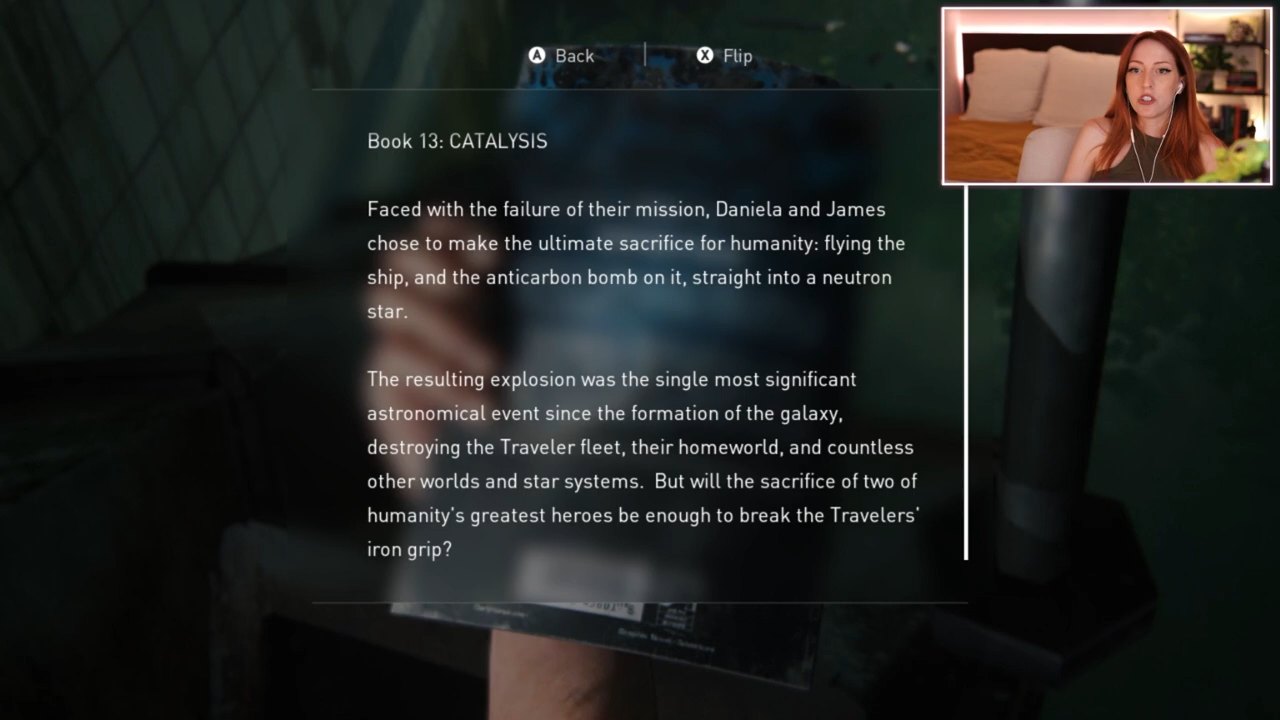 A Back | X Flip
Book 13: CATALYSIS
Faced with the failure of their mission, Daniela and James
chose to make the ultimate sacrifice for humanity: flying the
ship, and the anticarbon bomb on it, straight into a neutron
star.
The resulting explosion was the single most significant
astronomical event since the formation of the galaxy,
destroying the Traveler fleet, their homeworld, and countless
other worlds and star systems.  But will the sacrifice of two of
humanity's greatest heroes be enough to break the Travelers'
iron grip?